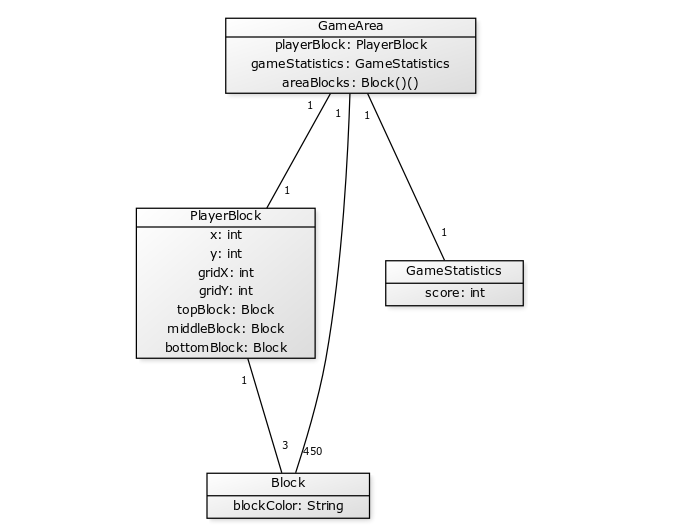 GameArea
playerBlock: PlayerBlock
gameStatistics: GameStatistics
areaBlocks: Block()()
1
1
1
1
1
PlayerBlock
x: int
y: int
gridX: int
gridY: int
topBlock: Block
middleBlock: Block
bottomBlock: Block
GameStatistics
score: int
1
3
450
Block
blockColor: String